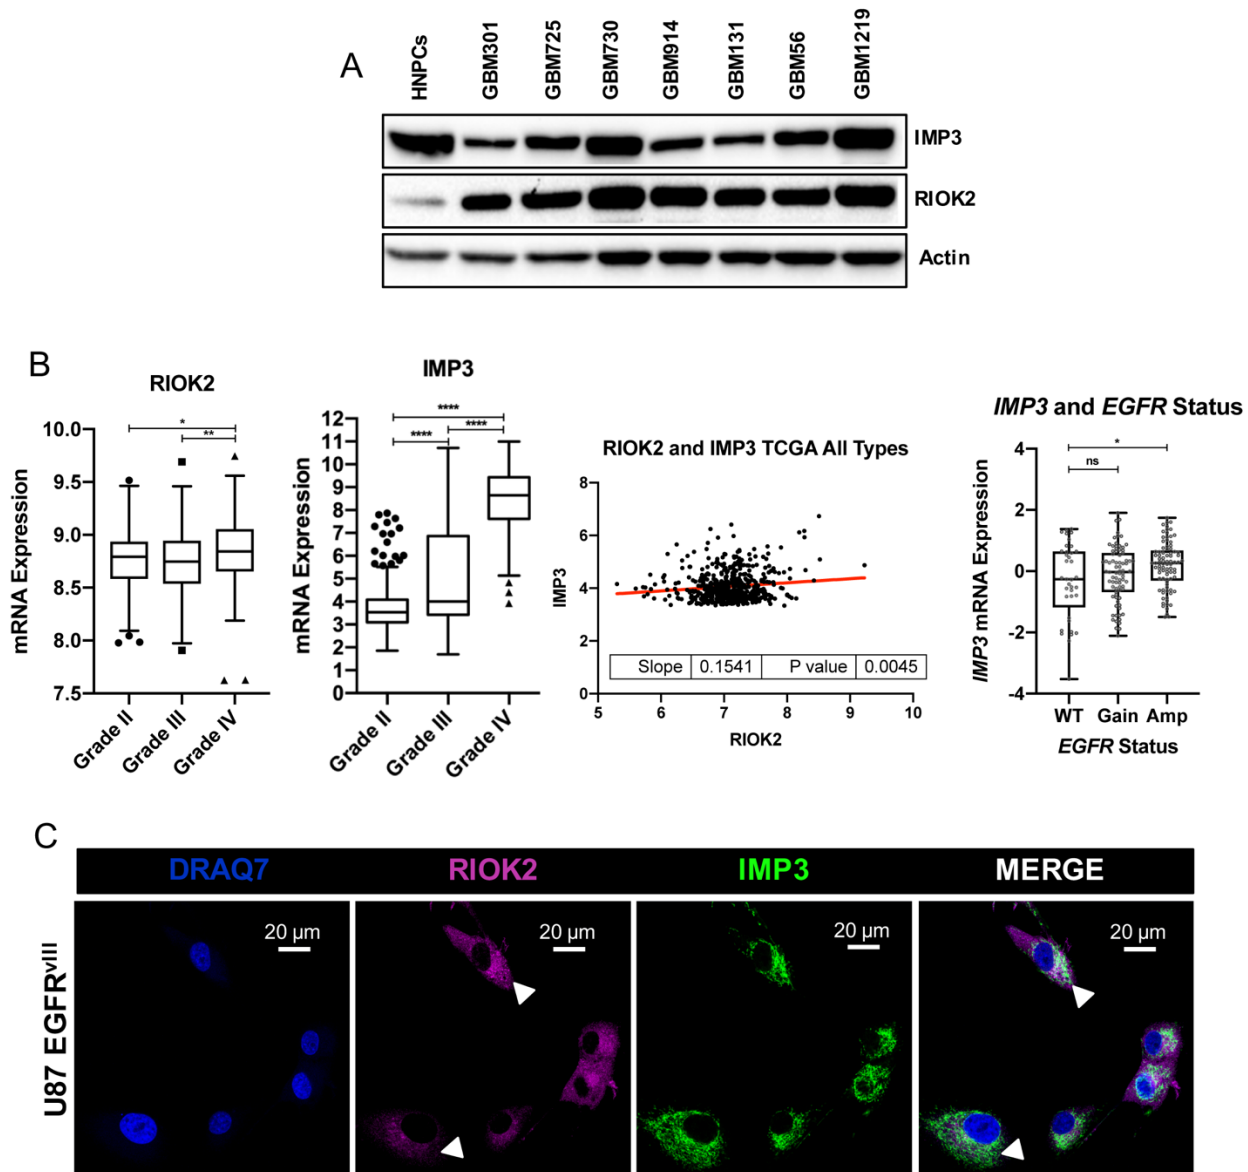 A
HNPCs
GBM301
GBM725
GBM730
GBM914
GBM131
GBM56
GBM1219
IMP3
RIOK2
Actin
B
RIOK2
mRNA Expression
*
**
10.0
9.5
9.0
8.5
8.0
7.5
Grade II
Grade III
Grade IV
IMP3
mRNA Expression
****
**** ****
12
11
10
9
8
7
6
5
4
3
2
1
0
Grade II
Grade III
Grade IV
RIOK2 and IMP3 TCGA All Types
IMP3
8
6
4
2
0
Slope 0.1541 P value 0.0045
5 6 7 8 9 10
RIOK2
IMP3 and EGFR Status
IMP3 mRNA Expression
*
ns
4
2
0
-2
-4
WT Gain Amp
EGFR Status
C
DRAQ7 RIOK2 IMP3 MERGE
U87 EGFRvIII
20 µm 20 µm 20 µm 20 µm